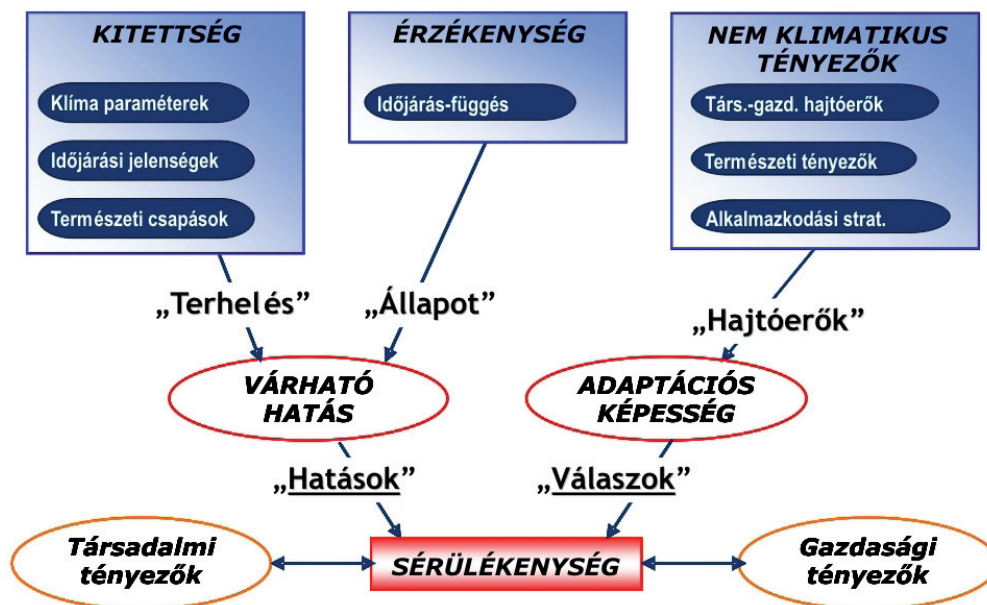 KITETTSÉG
Klíma paraméterek
Időjárási jelenségek
Természeti csapások
ÉRZÉKENYSÉG
Időjárás-függés
NEM KLIMATIKUS
TÉNYEZŐK
Társ.-gazd. hajtóerők
Természeti tényezők
Alkalmazkodási strat.
„Terhelés”
„Állapot”
„Hajtóerők”
VÁRHATÓ
HATÁS
ADAPTÁCIÓS
KÉPESSÉG
„Hatások”
„Válaszok”
Társadalmi
tényezők
SÉRÜLÉKENYSÉG
Gazdasági
tényezők